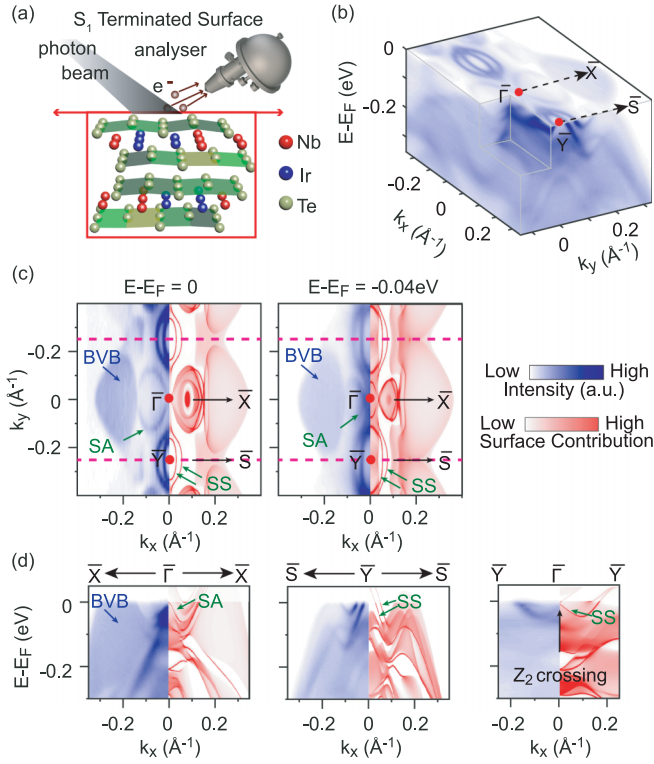 (a)
S1 Terminated Surface
photon
beam
analyser
e-
Nb
Ir
Te
(b)
E-EF (eV)
0
-0.2
-0.2
0
0.2
kx (Å-1)
0
0.2
ky (Å-1)
Γ̄
X̄
Ȳ
S̄
(c)
E-EF = 0
E-EF = -0.04eV
ky (Å-1)
-0.2
0
-0.2
BVB
SA
Γ̄
X̄
Ȳ
S̄
SS
-0.2
0
0.2
kx (Å-1)
BVB
SA
Γ̄
X̄
Ȳ
S̄
SS
-0.2
0
0.2
kx (Å-1)
Low High
Intensity (a.u.)
Low High
Surface Contribution
(d)
X̄ Γ̄ X̄
E-EF (eV)
0
-0.2
BVB
SA
-0.2 0 0.2
kx (Å-1)
S̄ Ȳ S̄
SS
-0.2 0 0.2
kx (Å-1)
Ȳ Γ̄ Ȳ
SS
Z2 crossing
-0.2 0 0.2
kx (Å-1)